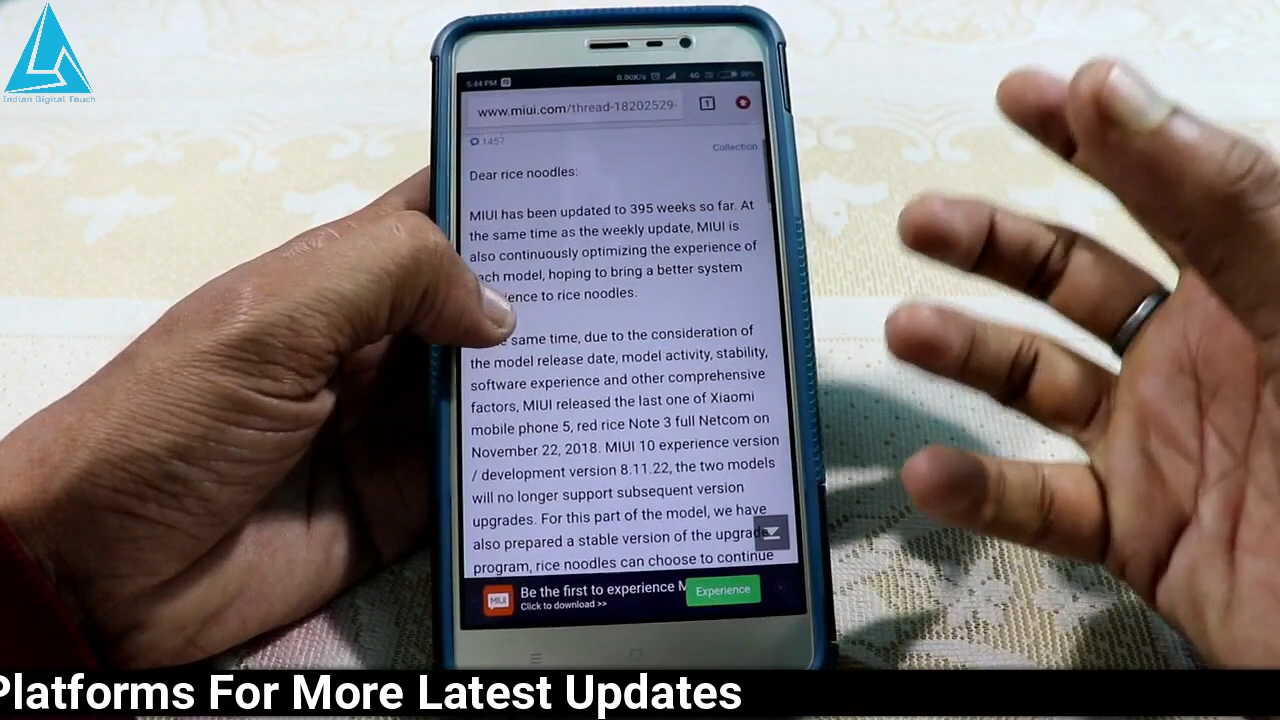 Indian Digital Touch
5:44 PM
0.00K/s
4G
www.miui.com/thread-18202529-
1
1457
Collection
Dear rice noodles:
MIUI has been updated to 395 weeks so far. At
the same time as the weekly update, MIUI is
also continuously optimizing the experience of
ach model, hoping to bring a better system
ience to rice noodles.
same time, due to the consideration of
the model release date, model activity, stability,
software experience and other comprehensive
factors, MIUI released the last one of Xiaomi
mobile phone 5, red rice Note 3 full Netcom on
November 22, 2018. MIUI 10 experience version
/ development version 8.11.22, the two models
will no longer support subsequent version
upgrades. For this part of the model, we have
also prepared a stable version of the upgrade
program, rice noodles can choose to continue
MIUI
Be the first to experience M
Click to download >>
Experience
Platforms For More Latest Updates